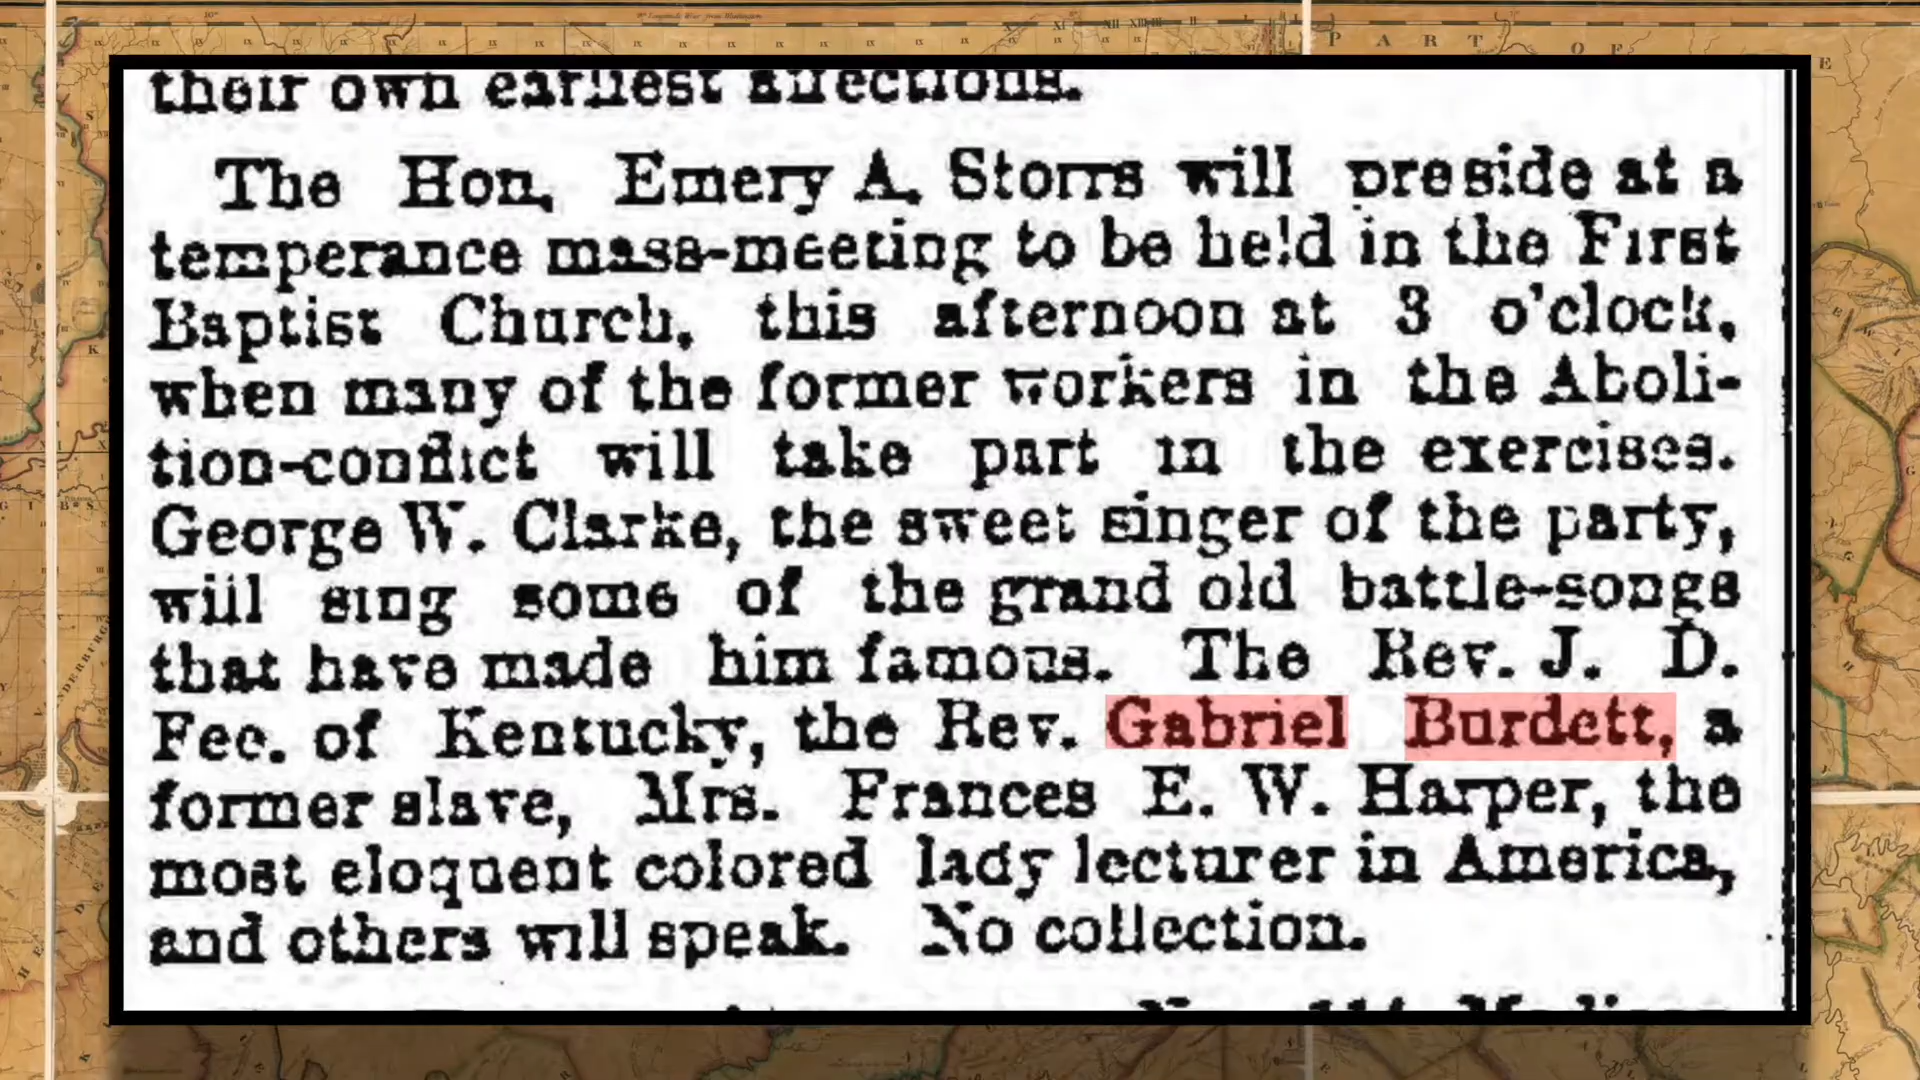 PART OF
E
their own earliest affections.
The Hon. Emery A. Storrs will preside at a
temperance mass-meeting to be held in the First
Baptist Church, this afternoon at 3 o'clock,
when many of the former workers in the Aboli-
tion-conflict will take part in the exercises.
George W. Clarke, the sweet singer of the party,
will sing some of the grand old battle-songs
that have made him famous. The Rev. J. D.
Fee. of Kentucky, the Rev. Gabriel Burdett, a
former slave, Mrs. Frances E. W. Harper, the
most eloquent colored lady lecturer in America,
and others will speak. No collection.